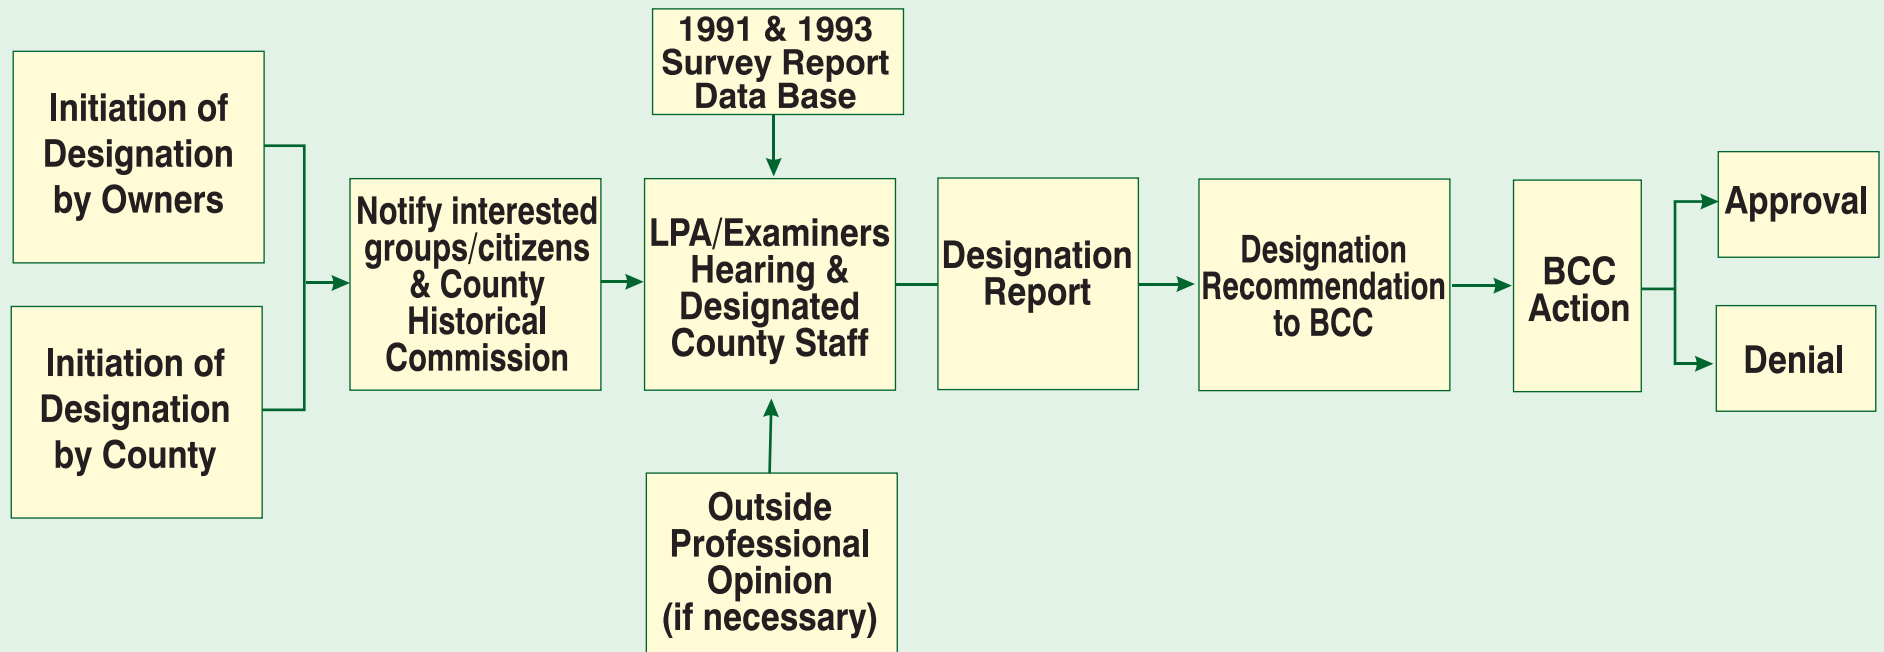 Initiation of
Designation
by Owners
Initiation of
Designation
by County
Notify interested
groups/citizens
& County
Historical
Commission
1991 & 1993
Survey Report
Data Base
LPA/Examiners
Hearing &
Designated
County Staff
Outside
Professional
Opinion
(if necessary)
Designation
Report
Designation
Recommendation
to BCC
BCC
Action
Approval
Denial